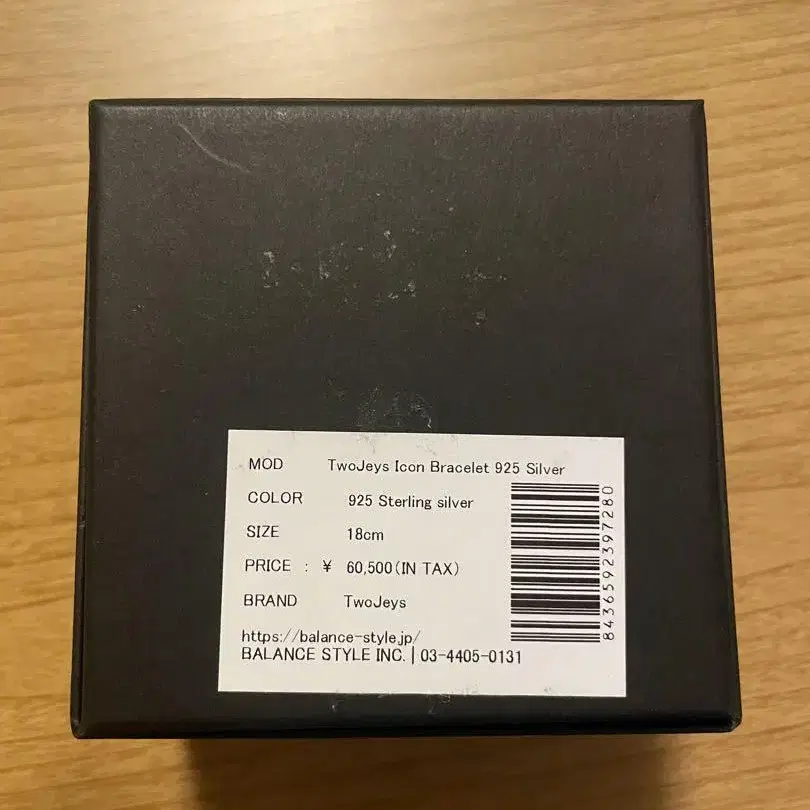 MOD TwoJeys Icon Bracelet 925 Silver
COLOR 925 Sterling silver
SIZE 18cm
PRICE : ¥ 60,500(IN TAX)
BRAND TwoJeys
https://balance-style.jp/
BALANCE STYLE INC. | 03-4405-0131
8436592397280